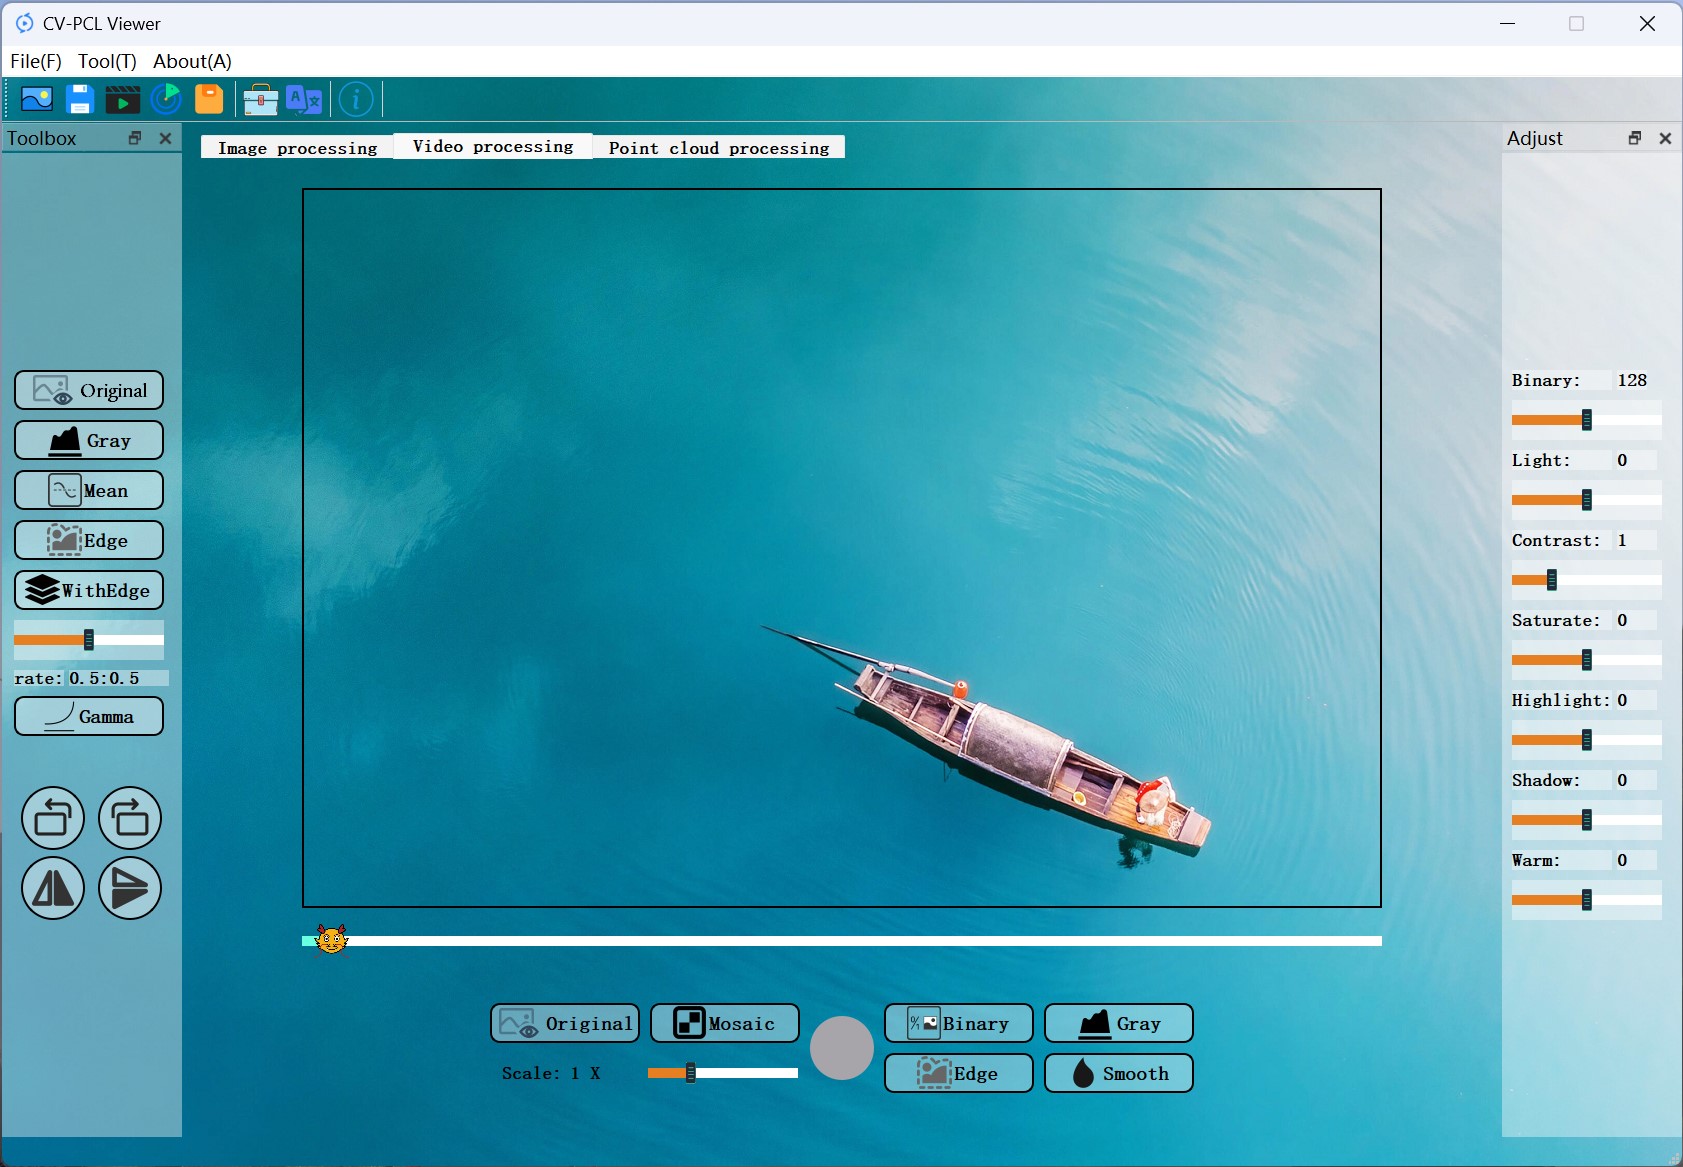 CV-PCL Viewer
File(F) Tool(T) About(A)
Toolbox
Image processing Video processing Point cloud processing
Adjust
Original
Gray
Mean
Edge
WithEdge
rate: 0.5:0.5
Gamma
Binary: 128
Light: 0
Contrast: 1
Saturate: 0
Highlight: 0
Shadow: 0
Warm: 0
Original Mosaic Binary Gray
Scale: 1 X Edge Smooth